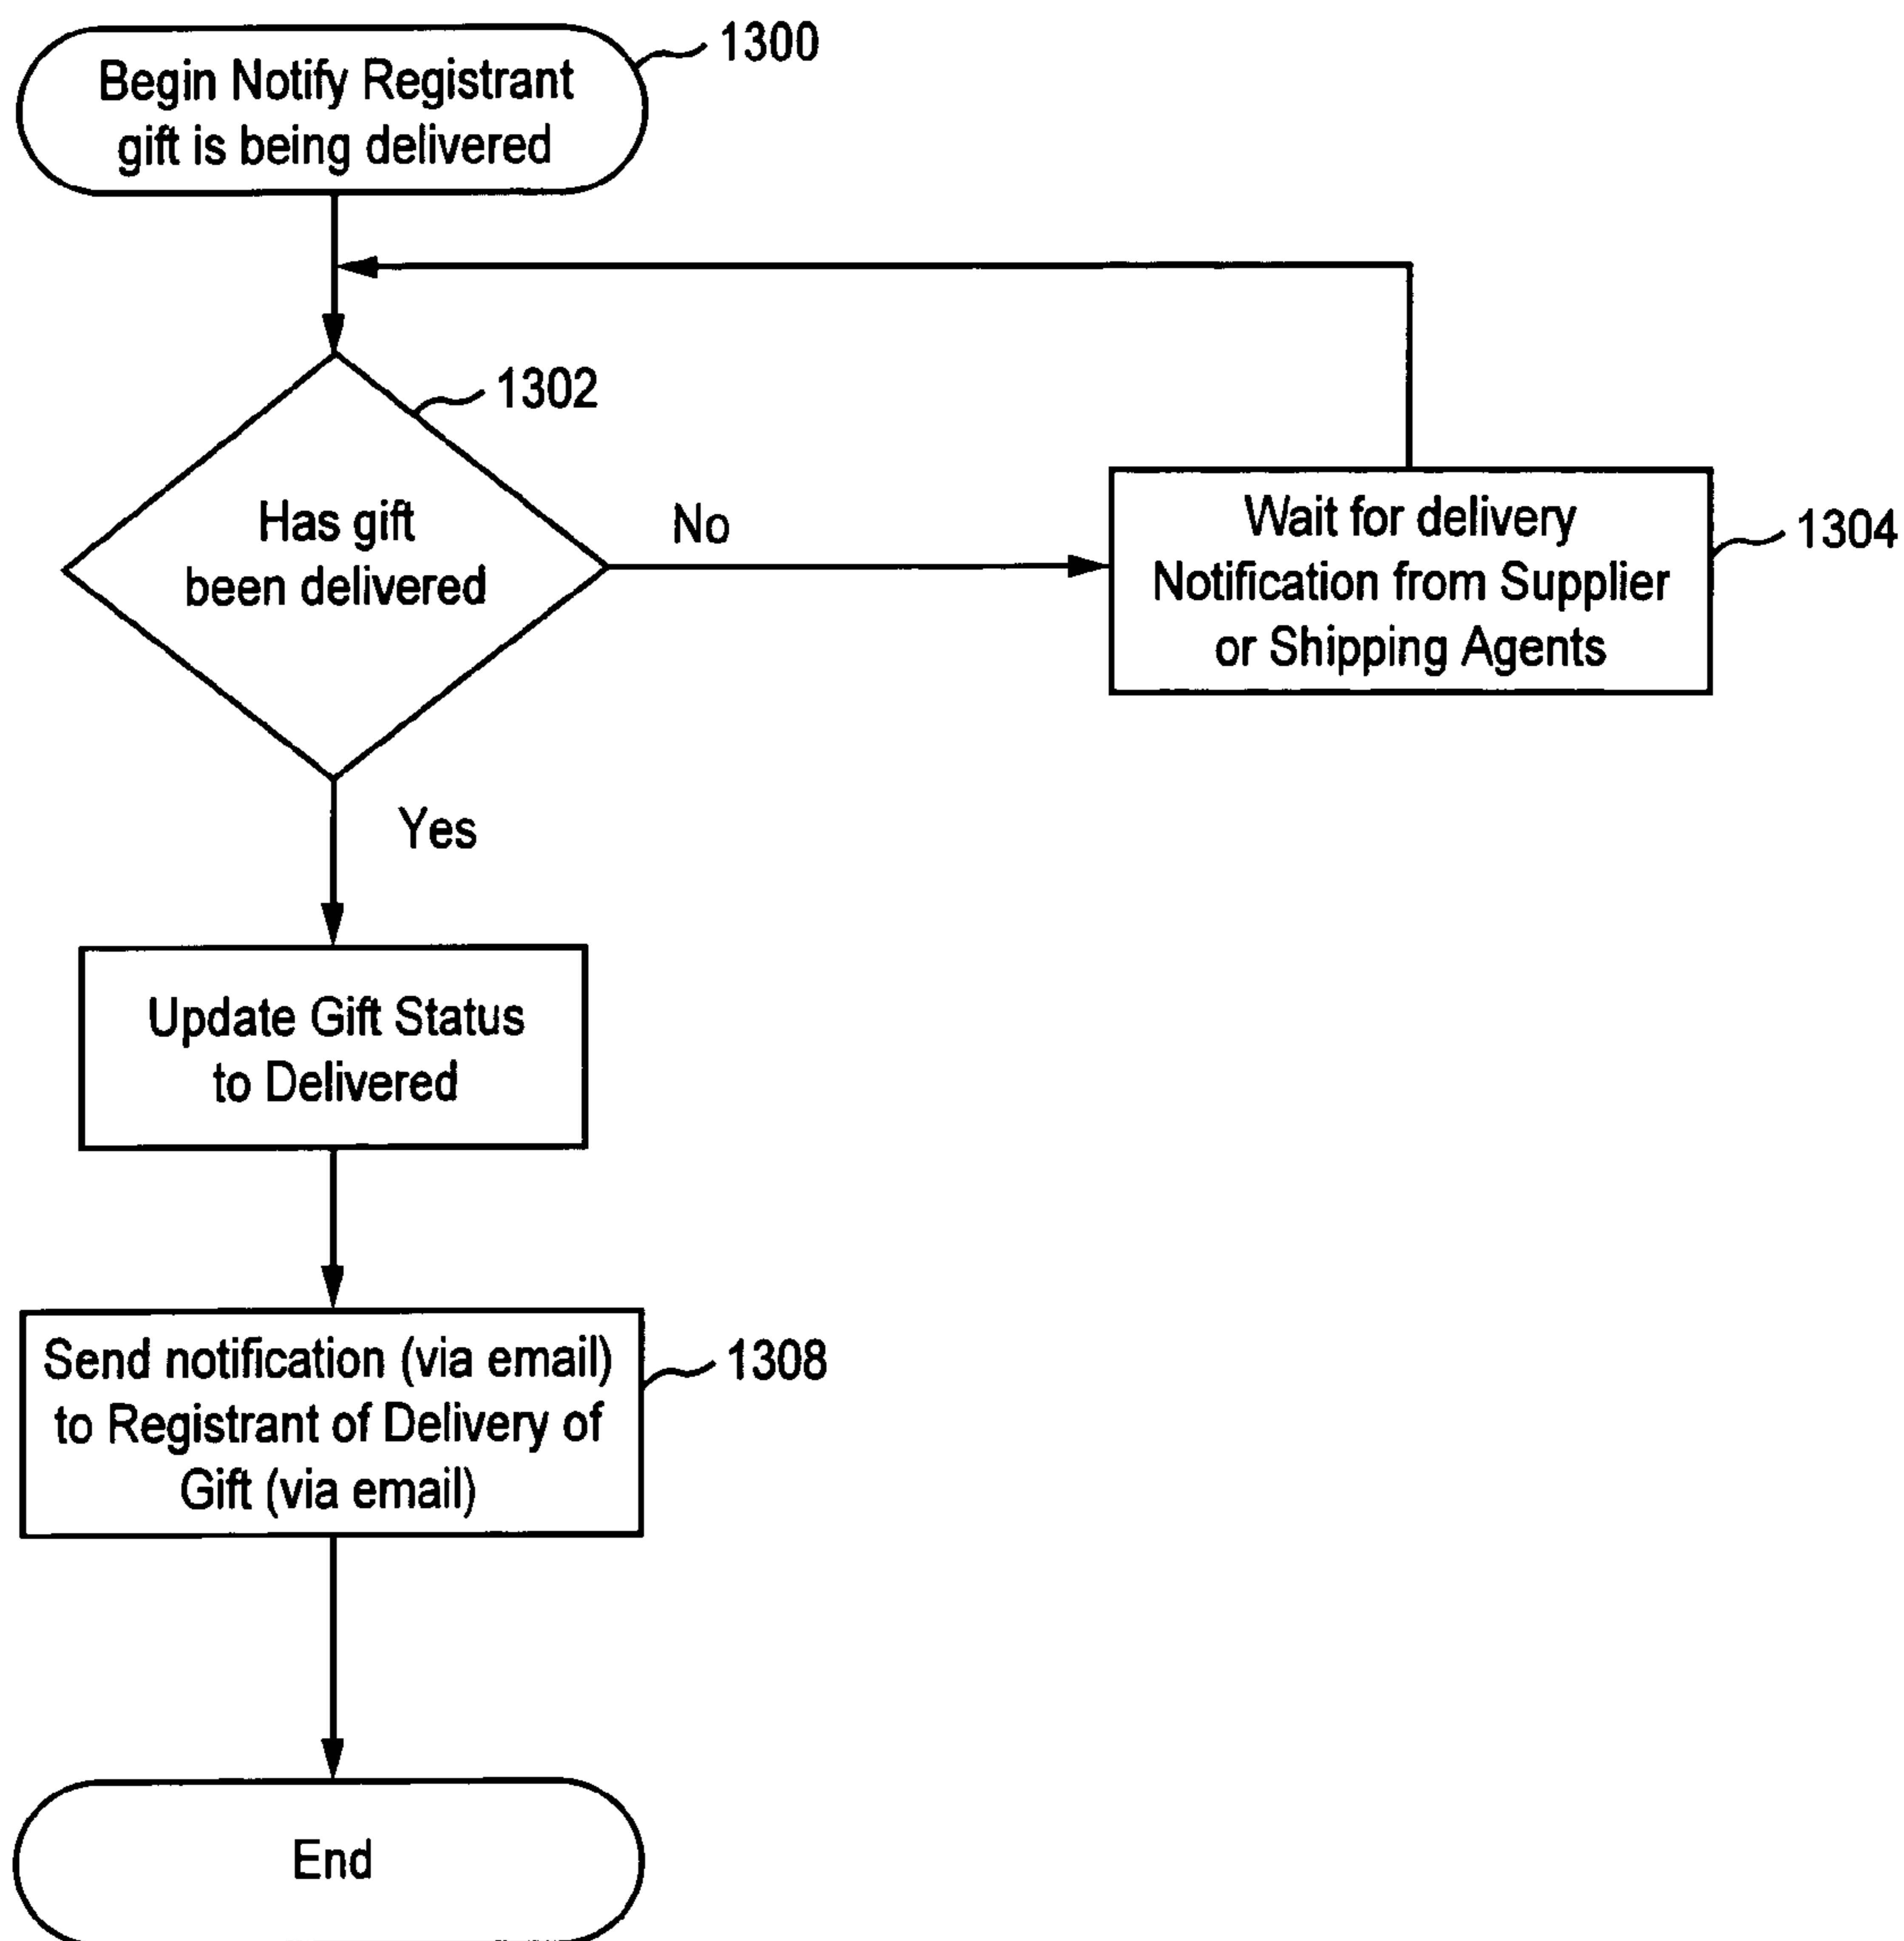 1300
Begin Notify Registrant
gift is being delivered
1302
Has gift
been delivered
No
Wait for delivery
Notification from Supplier
or Shipping Agents
1304
Yes
Update Gift Status
to Delivered
Send notification (via email)
to Registrant of Delivery of
Gift (via email)
1308
End